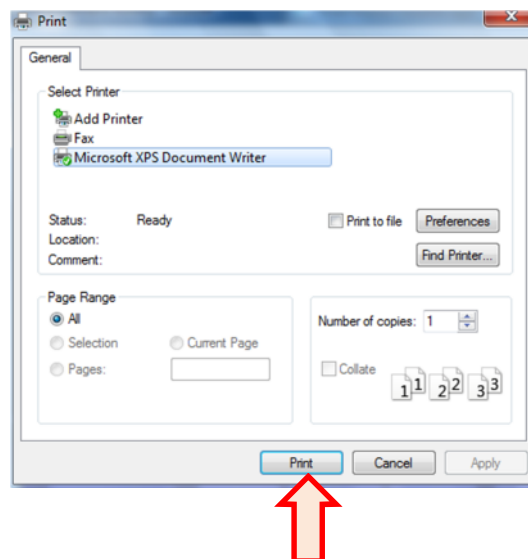 Print
General
Select Printer
Add Printer
Fax
Microsoft XPS Document Writer
Status: Ready
Print to file Preferences
Location:
Comment: Find Printer...
Page Range
All
Selection Current Page
Pages:
Number of copies: 1
Collate
1 1 2 2 3 3
Print Cancel Apply